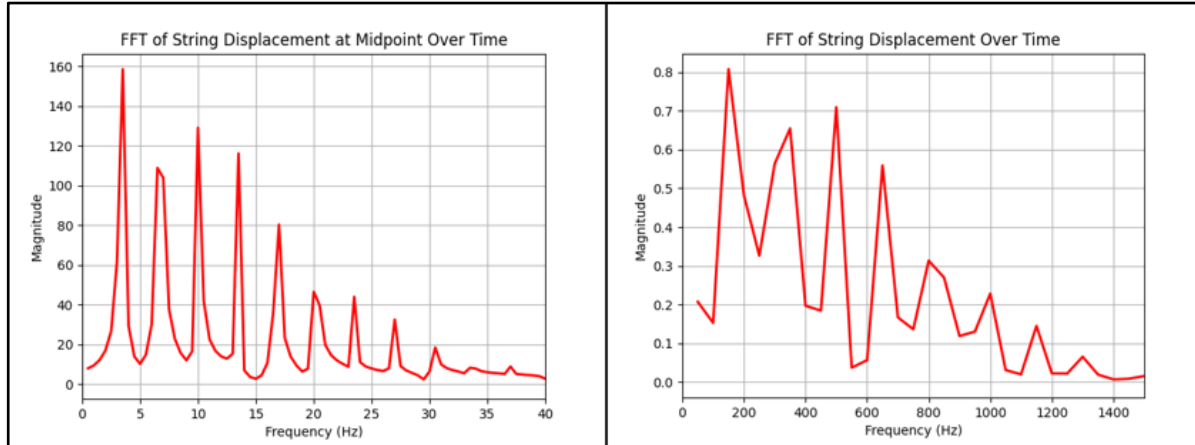 FFT of String Displacement at Midpoint Over Time
160
140
120
100
80
60
40
20
0
Magnitude
0 5 10 15 20 25 30 35 40
Frequency (Hz)
FFT of String Displacement Over Time
0.8
0.7
0.6
0.5
0.4
0.3
0.2
0.1
0.0
Magnitude
0 200 400 600 800 1000 1200 1400
Frequency (Hz)